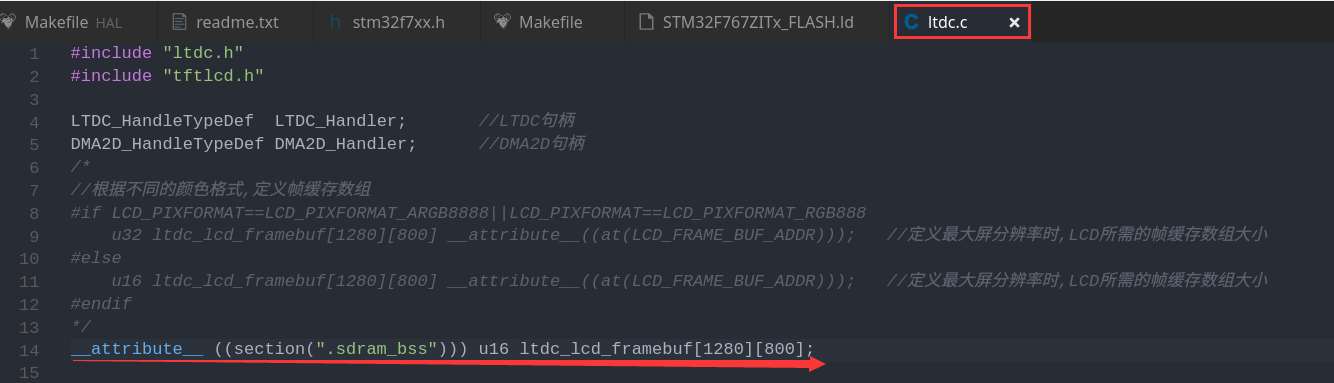 Makefile HAL readme.txt stm32f7xx.h Makefile STM32F767ZITx_FLASH.ld ltdc.c
1 #include "ltdc.h"
2 #include "tftlcd.h"
3
4 LTDC_HandleTypeDef  LTDC_Handler;       //LTDC句柄
5 DMA2D_HandleTypeDef DMA2D_Handler;      //DMA2D句柄
6 /*
7 //根据不同的颜色格式,定义帧缓存数组
8 #if LCD_PIXFORMAT==LCD_PIXFORMAT_ARGB8888||LCD_PIXFORMAT==LCD_PIXFORMAT_RGB888
9     u32 ltdc_lcd_framebuf[1280][800] __attribute__((at(LCD_FRAME_BUF_ADDR)));   //定义最大屏分辨率时,LCD所需的帧缓存数组大小
10 #else
11     u16 ltdc_lcd_framebuf[1280][800] __attribute__((at(LCD_FRAME_BUF_ADDR)));   //定义最大屏分辨率时,LCD所需的帧缓存数组大小
12 #endif
13 */
14 __attribute__ ((section(".sdram_bss"))) u16 ltdc_lcd_framebuf[1280][800];
15